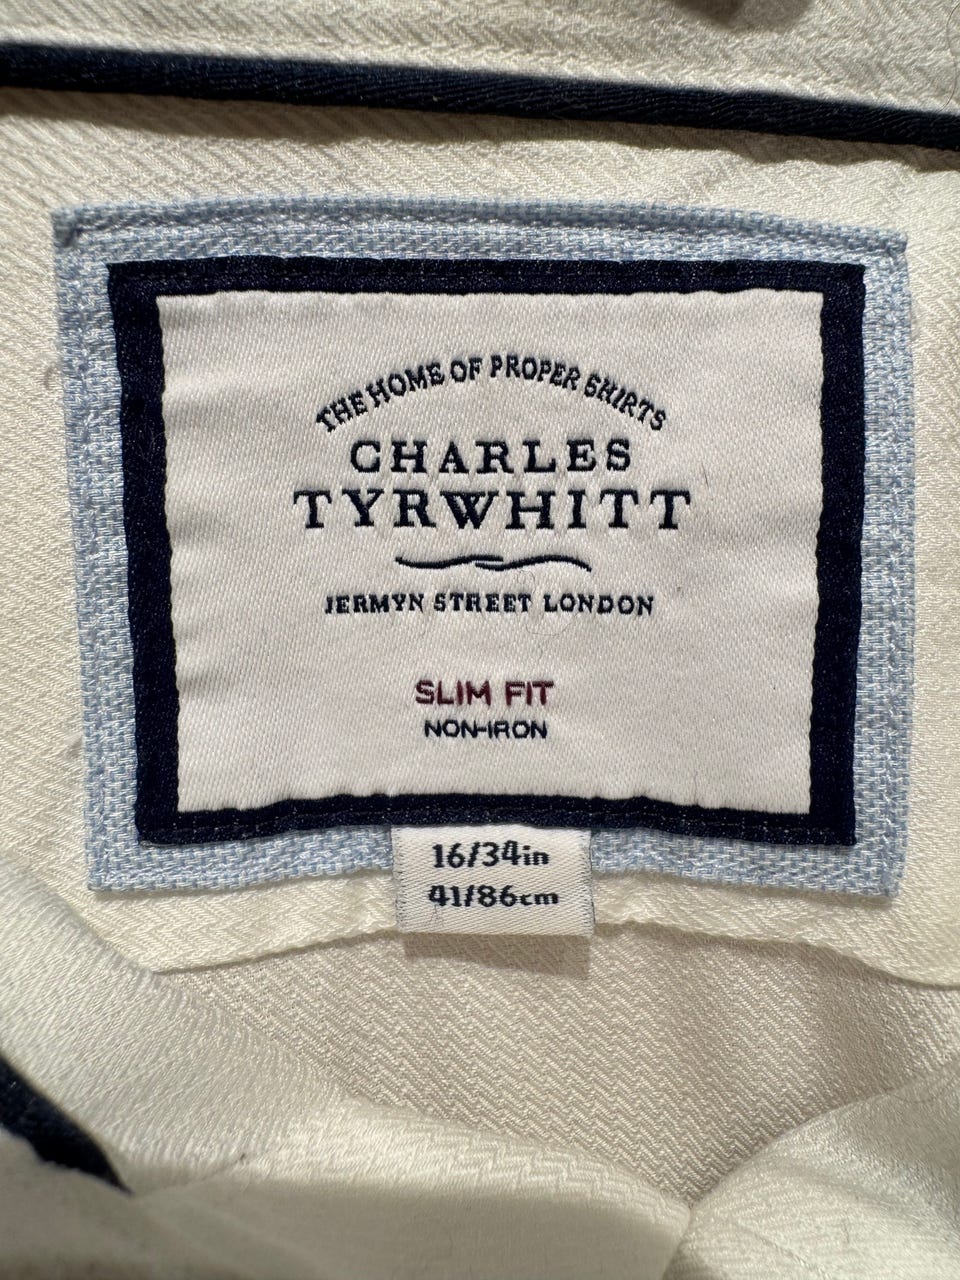 THE HOME OF PROPER SHIRTS
CHARLES
TYRWHITT
JERMYN STREET LONDON
SLIM FIT
NON-IRON
16/34in
41/86cm